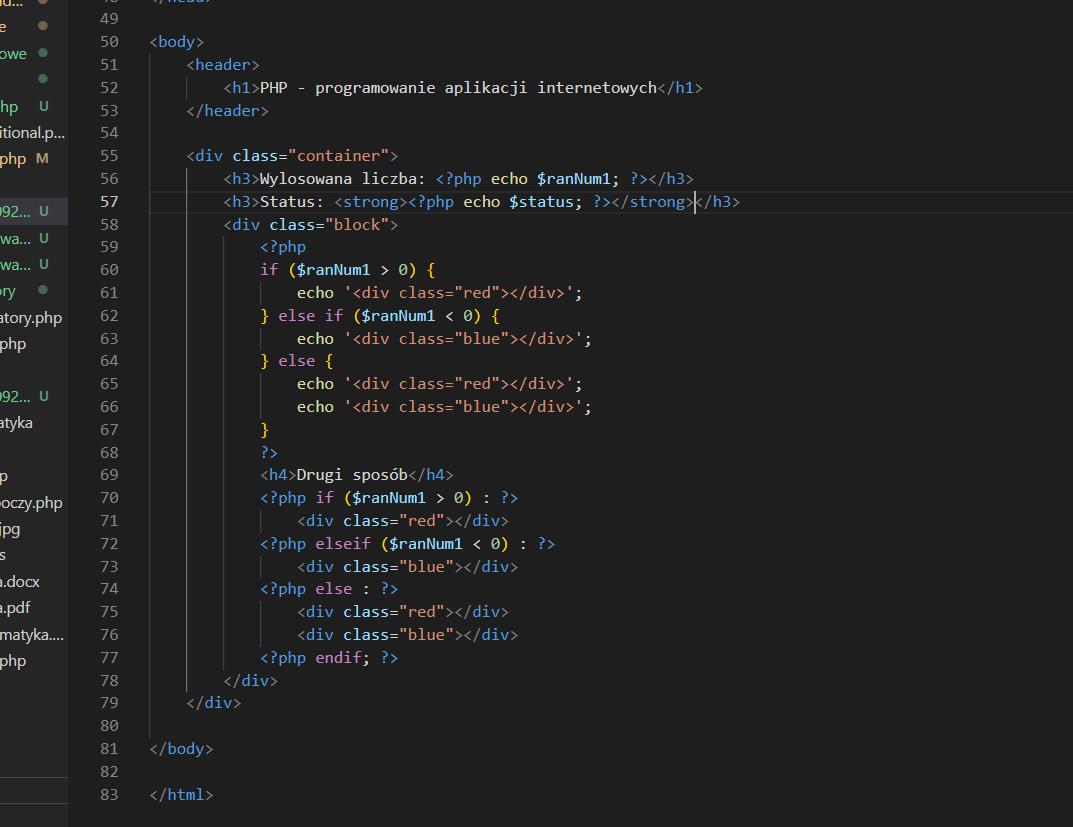 e
owe
hp U
itional.p...
php M
092... U
wa... U
wa... U
ory
atory.php
php
092... U
atyka
p
oczy.php
jpg
s
a.docx
a.pdf
matyka....
php
49
50 <body>
51 <header>
52 <h1>PHP - programowanie aplikacji internetowych</h1>
53 </header>
54
55 <div class="container">
56 <h3>Wylosowana liczba: <?php echo $ranNum1; ?></h3>
57 <h3>Status: <strong><?php echo $status; ?></strong></h3>
58 <div class="block">
59 <?php
60 if ($ranNum1 > 0) {
61 echo '<div class="red"></div>';
62 } else if ($ranNum1 < 0) {
63 echo '<div class="blue"></div>';
64 } else {
65 echo '<div class="red"></div>';
66 echo '<div class="blue"></div>';
67 }
68 ?>
69 <h4>Drugi sposób</h4>
70 <?php if ($ranNum1 > 0) : ?>
71 <div class="red"></div>
72 <?php elseif ($ranNum1 < 0) : ?>
73 <div class="blue"></div>
74 <?php else : ?>
75 <div class="red"></div>
76 <div class="blue"></div>
77 <?php endif; ?>
78 </div>
79 </div>
80
81 </body>
82
83 </html>